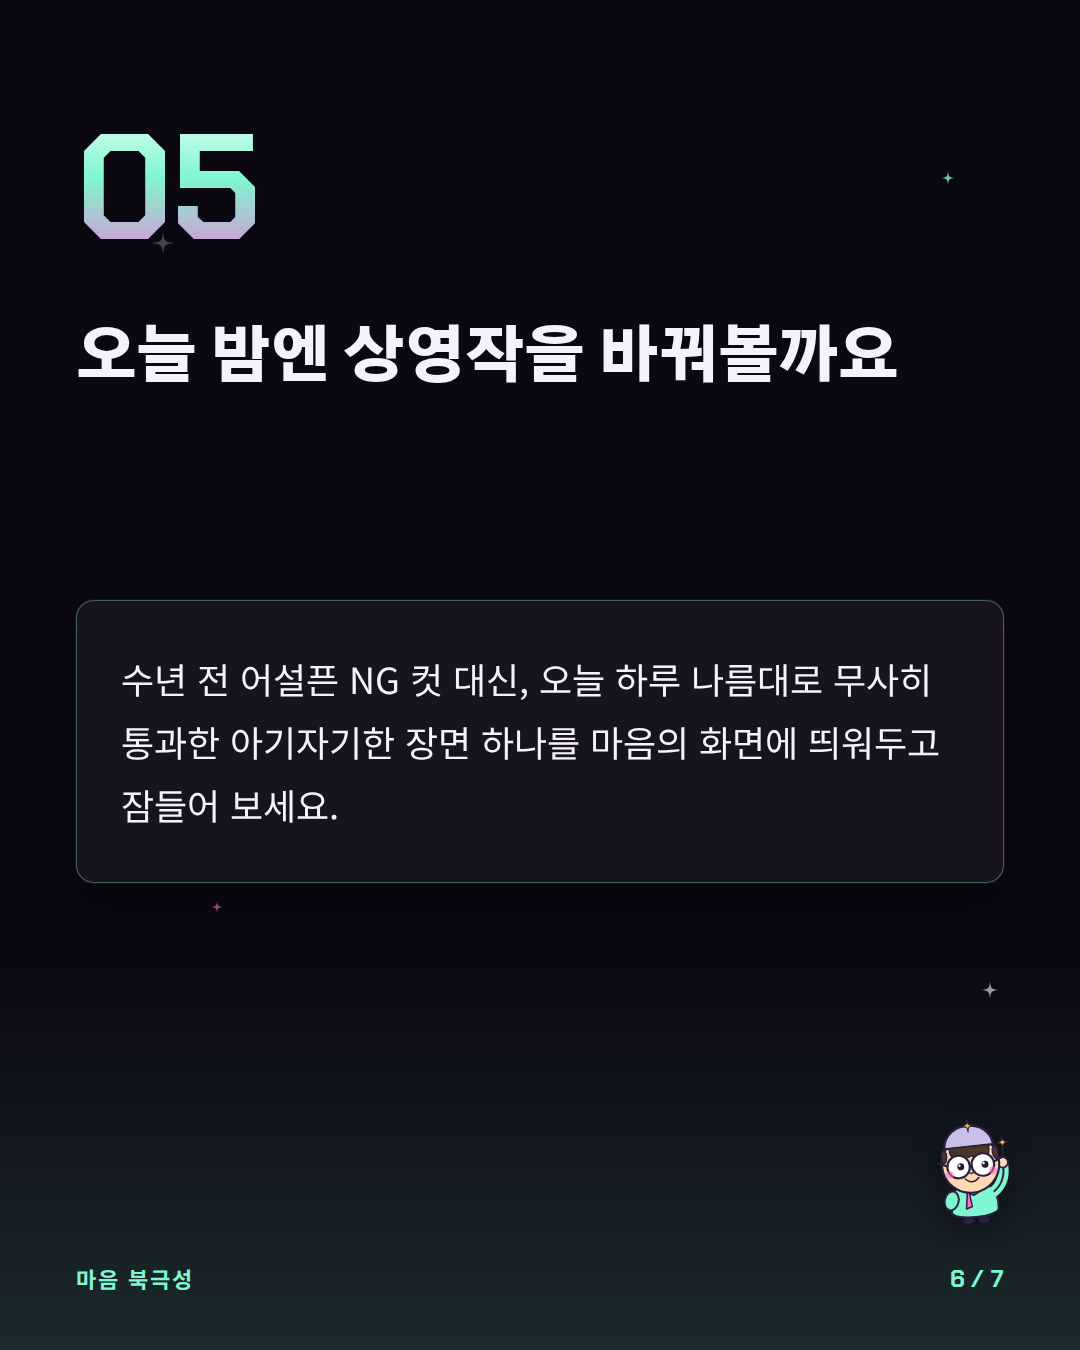 05
오늘 밤엔 상영작을 바꿔볼까요
수년 전 어설픈 NG 컷 대신, 오늘 하루 나름대로 무사히
통과한 아기자기한 장면 하나를 마음의 화면에 띄워두고
잠들어 보세요.
마음 북극성
6 / 7